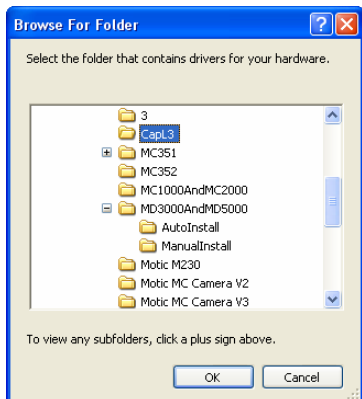 Browse For Folder
Select the folder that contains drivers for your hardware.
3
CapL3
MC351
MC352
MC1000AndMC2000
MD3000AndMD5000
AutoInstall
ManualInstall
Motic M230
Motic MC Camera V2
Motic MC Camera V3
To view any subfolders, click a plus sign above.
OK Cancel